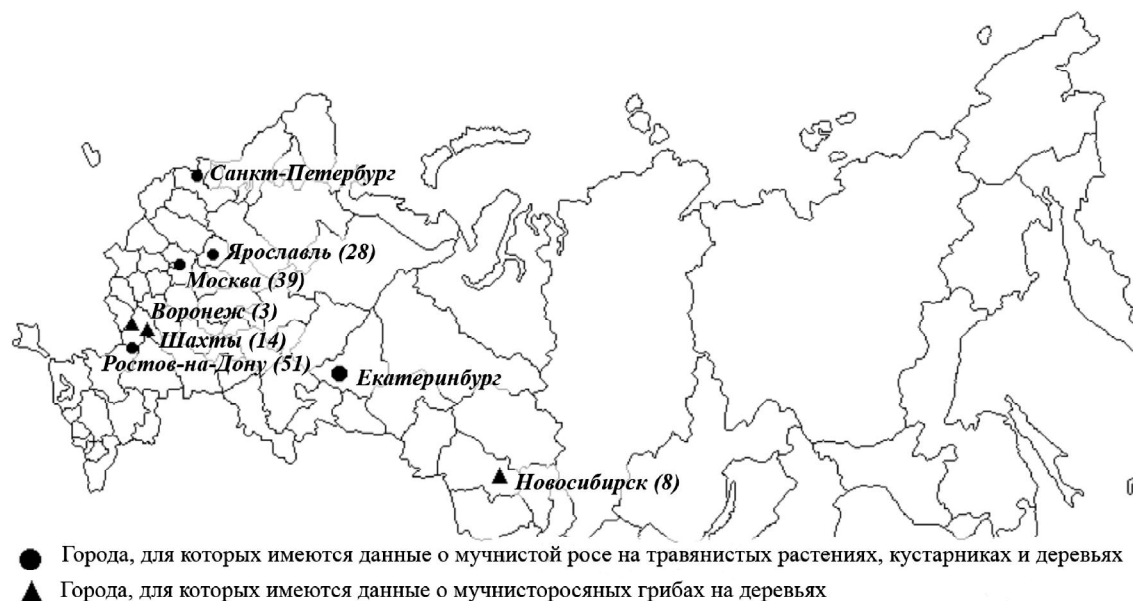 Санкт-Петербург
Ярославль (28)
Москва (39)
Воронеж (3)
Шахты (14)
Ростов-на-Дону (51)
Екатеринбург
Новосибирск (8)
Города, для которых имеются данные о мучнистой росе на травянистых растениях, кустарниках и деревьях
Города, для которых имеются данные о мучнисторосяных грибах на деревьях